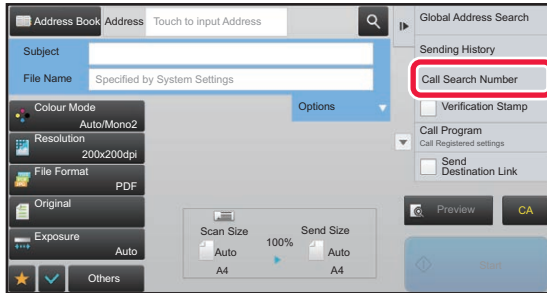 Address Book Address Touch to input Address
Subject
File Name Specified by System Settings
Options
Colour Mode
Auto/Mono2
Resolution
200x200dpi
File Format
PDF
Original
Exposure
Auto
Others
Scan Size
Auto
A4
100%
Send Size
Auto
A4
Global Address Search
Sending History
Call Search Number
Verification Stamp
Call Program
Call Registered settings
Send
Destination Link
Preview
CA
Start